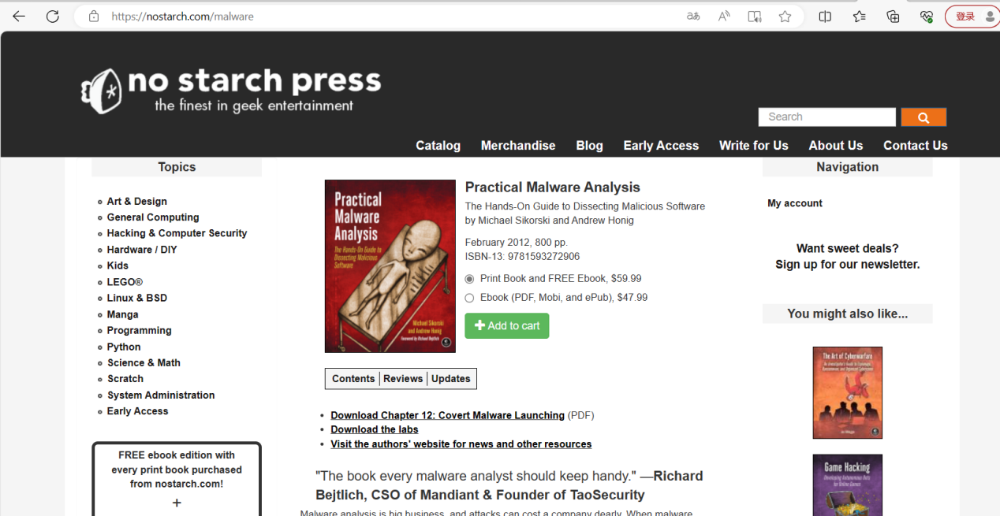 https://nostarch.com/malware
登录
no starch press
the finest in geek entertainment
Search
Catalog Merchandise Blog Early Access Write for Us About Us Contact Us
Topics
Art & Design
General Computing
Hacking & Computer Security
Hardware / DIY
Kids
LEGO®
Linux & BSD
Manga
Programming
Python
Science & Math
Scratch
System Administration
Early Access
FREE ebook edition with
every print book purchased
from nostarch.com!
+
Practical
Malware
Analysis
The Hands-On Guide to
Dissecting Malicious
Software
Michael Sikorski
and Andrew Honig
Foreword by Richard Bejtlich
Practical Malware Analysis
The Hands-On Guide to Dissecting Malicious Software
by Michael Sikorski and Andrew Honig
February 2012, 800 pp.
ISBN-13: 9781593272906
Print Book and FREE Ebook, $59.99
Ebook (PDF, Mobi, and ePub), $47.99
Add to cart
Contents Reviews Updates
Download Chapter 12: Covert Malware Launching (PDF)
Download the labs
Visit the authors' website for news and other resources
"The book every malware analyst should keep handy." —Richard
Bejtlich, CSO of Mandiant & Founder of TaoSecurity
Malware analysis is big business, and attacks can cost a company dearly. When malware
Navigation
My account
Want sweet deals?
Sign up for our newsletter.
You might also like...
The Art of Cyberwarfare
Game Hacking
Developing Autonomous Bots
for Online Games